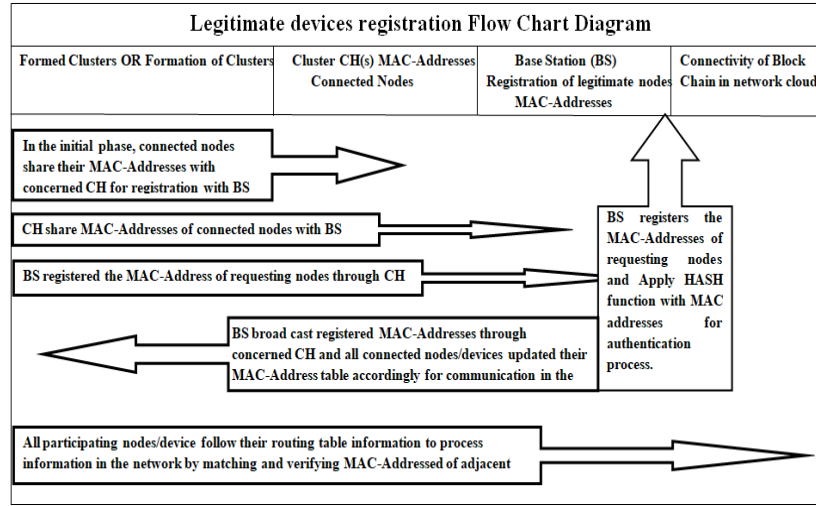 Legitimate devices registration Flow Chart Diagram
Formed Clusters OR Formation of Clusters
Cluster CH(s) MAC-Addresses
Connected Nodes
Base Station (BS)
Registration of legitimate nodes
MAC-Addresses
Connectivity of Block
Chain in network cloud
In the initial phase, connected nodes
share their MAC-Addresses with
concerned CH for registration with BS
CH share MAC-Addresses of connected nodes with BS
BS registered the MAC-Address of requesting nodes through CH
BS registers the
MAC-Addresses of
requesting nodes
and Apply HASH
function with MAC
addresses for
authentication
process.
BS broad cast registered MAC-Addresses through
concerned CH and all connected nodes/devices updated their
MAC-Address table accordingly for communication in the
All participating nodes/device follow their routing table information to process
information in the network by matching and verifying MAC-Addressed of adjacent